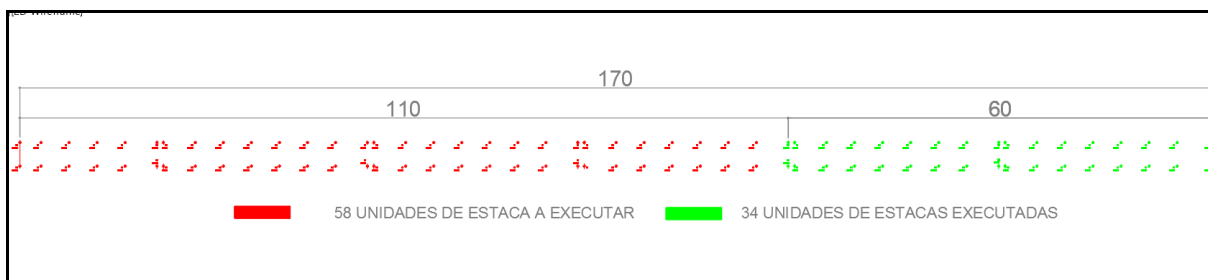 170
110 60
58 UNIDADES DE ESTACA A EXECUTAR 34 UNIDADES DE ESTACAS EXECUTADAS